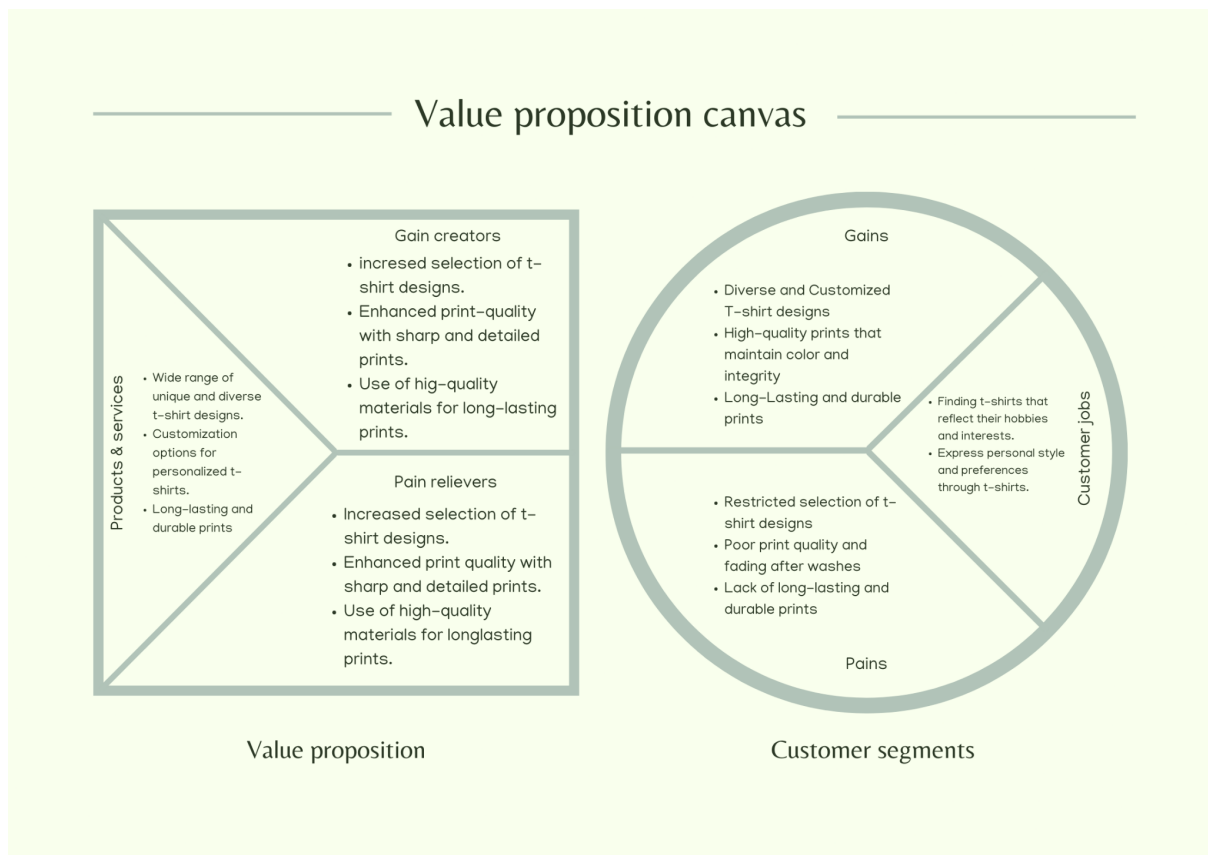 Value proposition canvas
Gain creators
• incresed selection of t-
shirt designs.
• Enhanced print-quality
with sharp and detailed
prints.
• Use of hig-quality
materials for long-lasting
prints.
Products & services
• Wide range of
unique and diverse
t-shirt designs.
• Customization
options for
personalized t-
shirts.
• Long-lasting and
durable prints
Pain relievers
• Increased selection of t-
shirt designs.
• Enhanced print quality with
sharp and detailed prints.
• Use of high-quality
materials for longlasting
prints.
Value proposition
Gains
• Diverse and Customized
T-shirt designs
• High-quality prints that
maintain color and
integrity
• Long-Lasting and durable
prints
• Finding t-shirts that
reflect their hobbies
and interests.
• Express personal style
and preferences
through t-shirts.
Customer jobs
• Restricted selection of t-
shirt designs
• Poor print quality and
fading after washes
• Lack of long-lasting and
durable prints
Pains
Customer segments